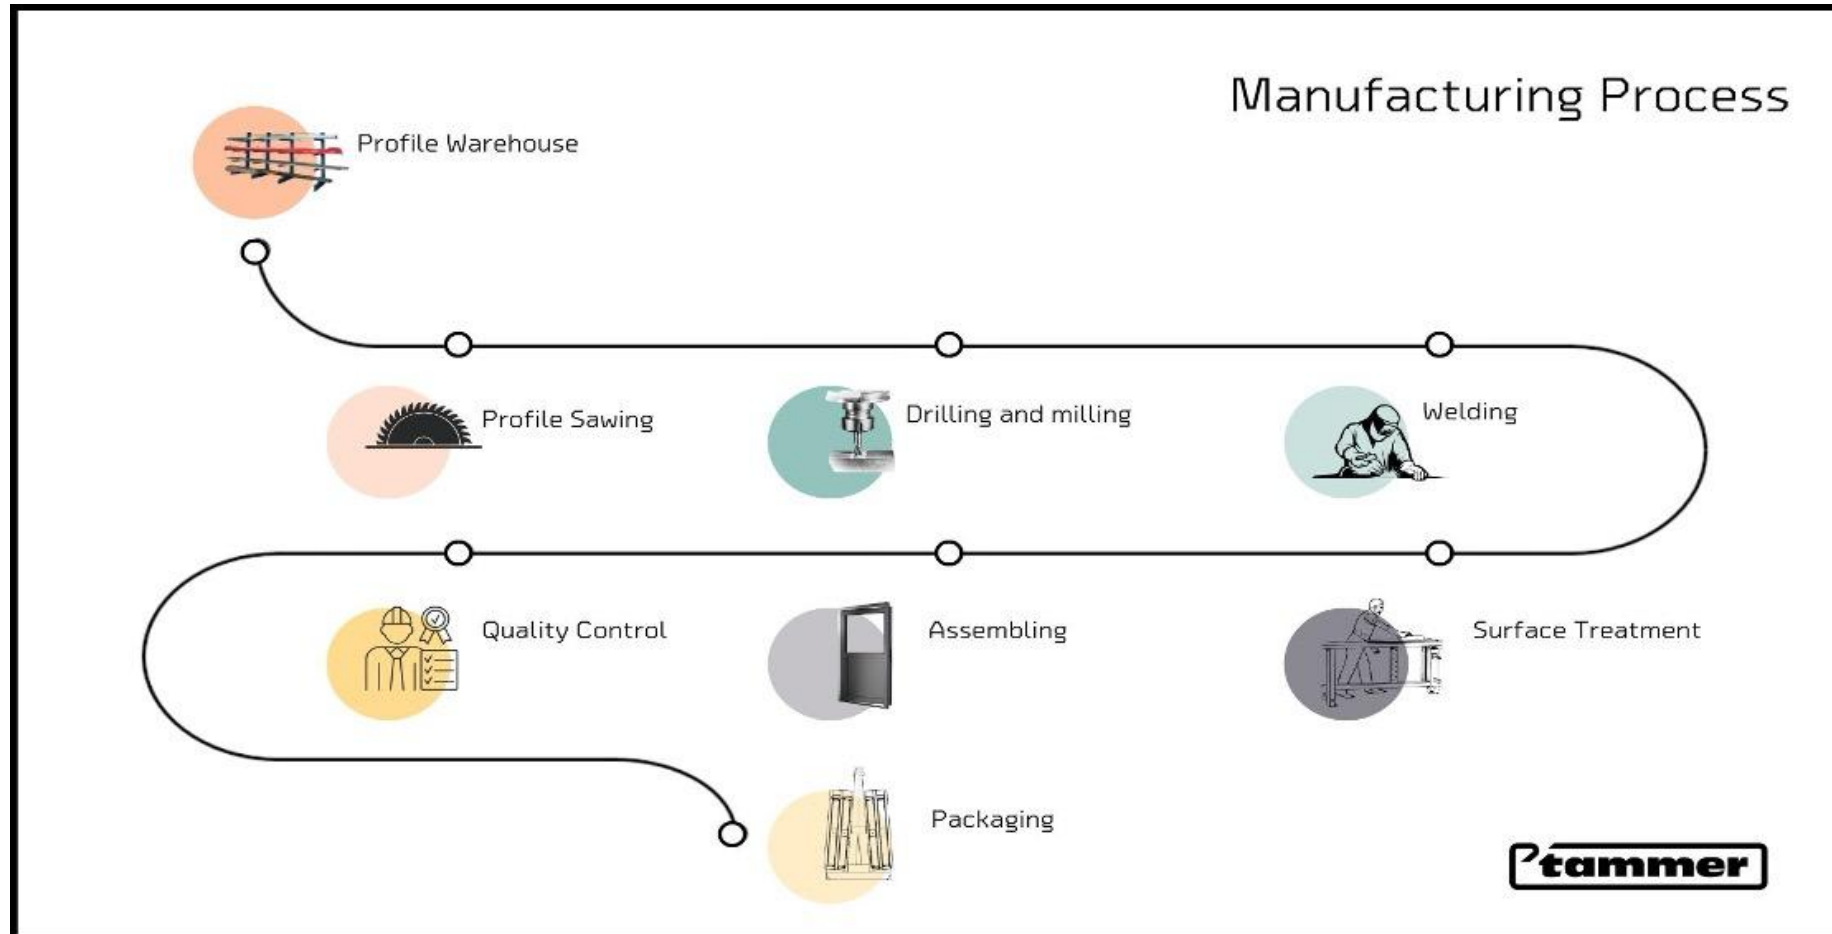 Manufacturing Process
Profile Warehouse
Profile Sawing
Drilling and milling
Welding
Quality Control
Assembling
Surface Treatment
Packaging
tammer